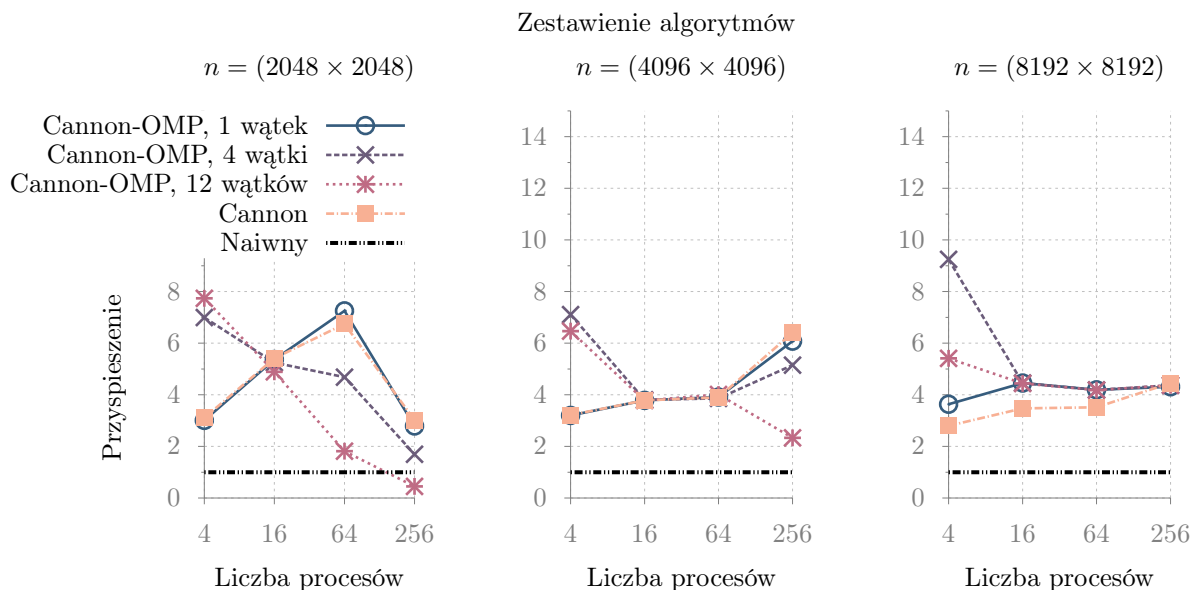 Zestawienie algorytmów
n = (2048 × 2048)
n = (4096 × 4096)
n = (8192 × 8192)
Cannon-OMP, 1 wątek
Cannon-OMP, 4 wątki
Cannon-OMP, 12 wątków
Cannon
Naiwny
Przyspieszenie
8
6
4
2
0
4 16 64 256
Liczba procesów
14
12
10
8
6
4
2
0
4 16 64 256
Liczba procesów
14
12
10
8
6
4
2
0
4 16 64 256
Liczba procesów